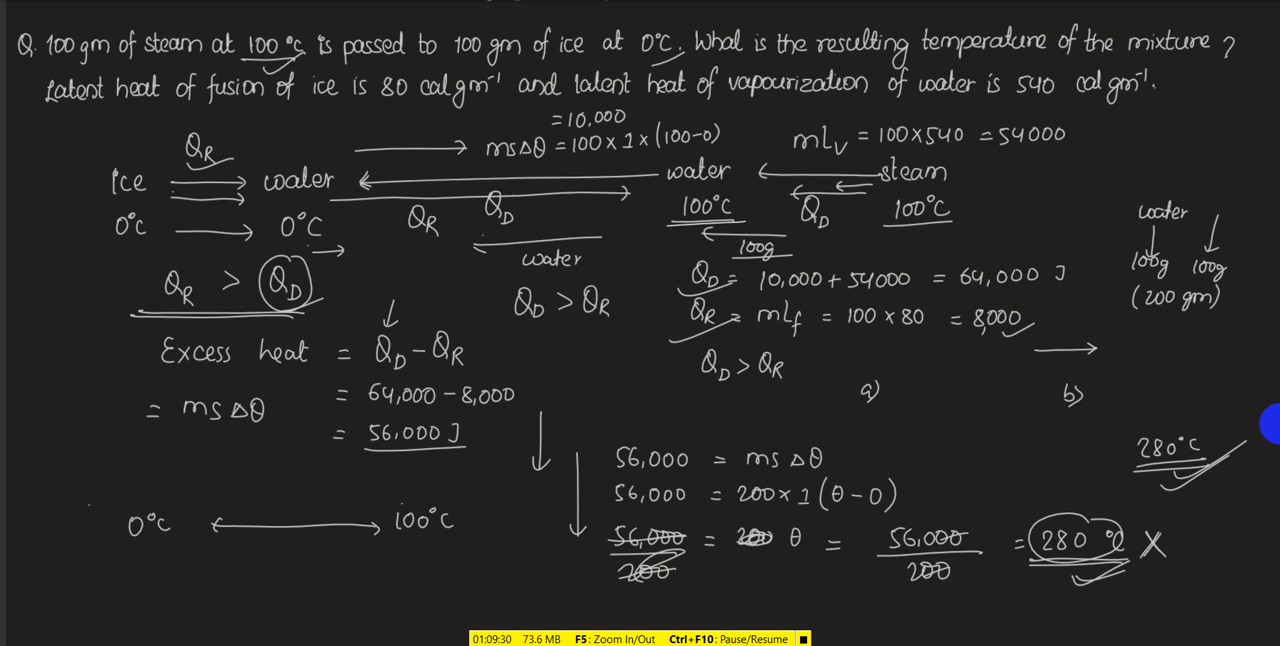 Q. 100 gm of steam at 100 °C is passed to 100 gm of ice at 0°C. What is the resulting temperature of the mixture ?
Latent heat of fusion of ice is 80 cal gm⁻¹ and latent heat of vapourization of water is 540 cal gm⁻¹.
= 10,000
Q_R → msΔθ = 100 × 1 × (100-0) mL_v = 100×540 = 54000
ice water water steam
0°C → 0°C Q_R Q_D 100°C Q_D 100°C
water 100g
Q_R > Q_D
Q_D > Q_R
Q_D = 10,000 + 54000 = 64,000 J
Q_R = mL_f = 100 × 80 = 8,000
Q_D > Q_R
a) b)
water
100g 100g
(200 gm)
Excess heat = Q_D - Q_R
= 64,000 - 8,000
= msΔθ
= 56,000 J
0°C ↔ 100°C
56,000 = msΔθ
56,000 = 200 × 1 (θ - 0)
56,000/200 = 200 θ = 56,000/200 = 280 °C X
280°C
01:09:30 73.6 MB F5: Zoom In/Out Ctrl+F10: Pause/Resume